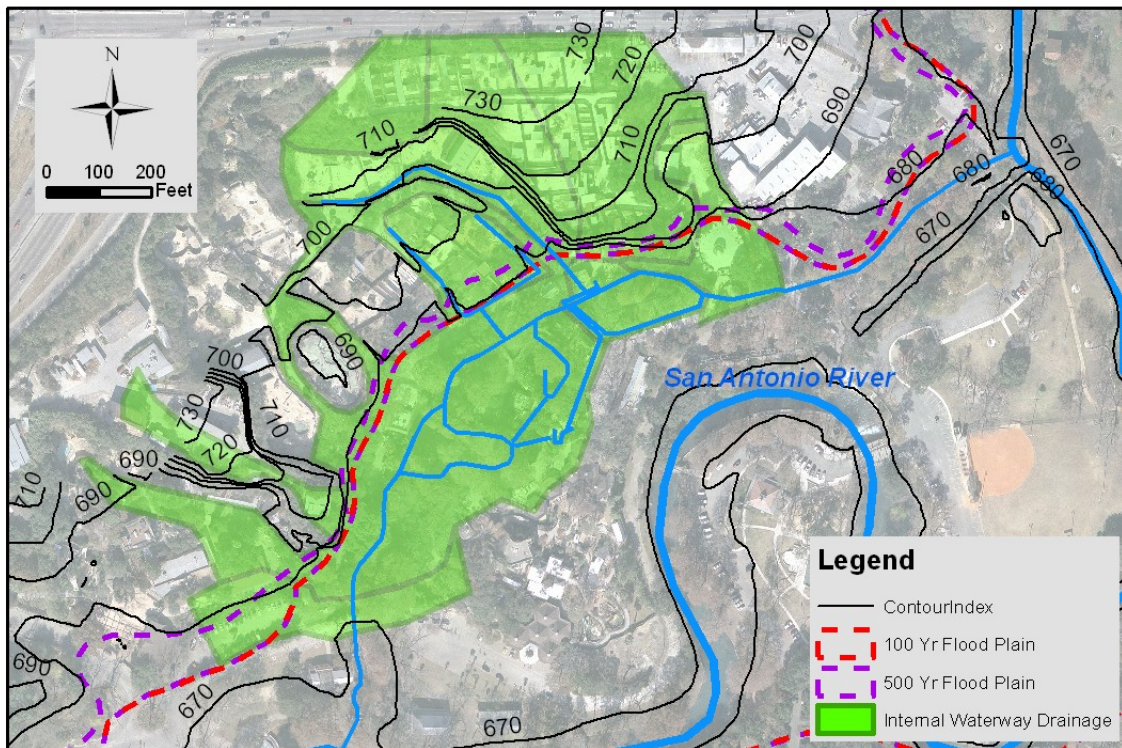 N
0 100 200
Feet
730
700
720
730
690
710
710
670
680
680
680
700
670
690
San Antonio River
700
730
710
720
690
690
710
690
670
670
Legend
ContourIndex
100 Yr Flood Plain
500 Yr Flood Plain
Internal Waterway Drainage